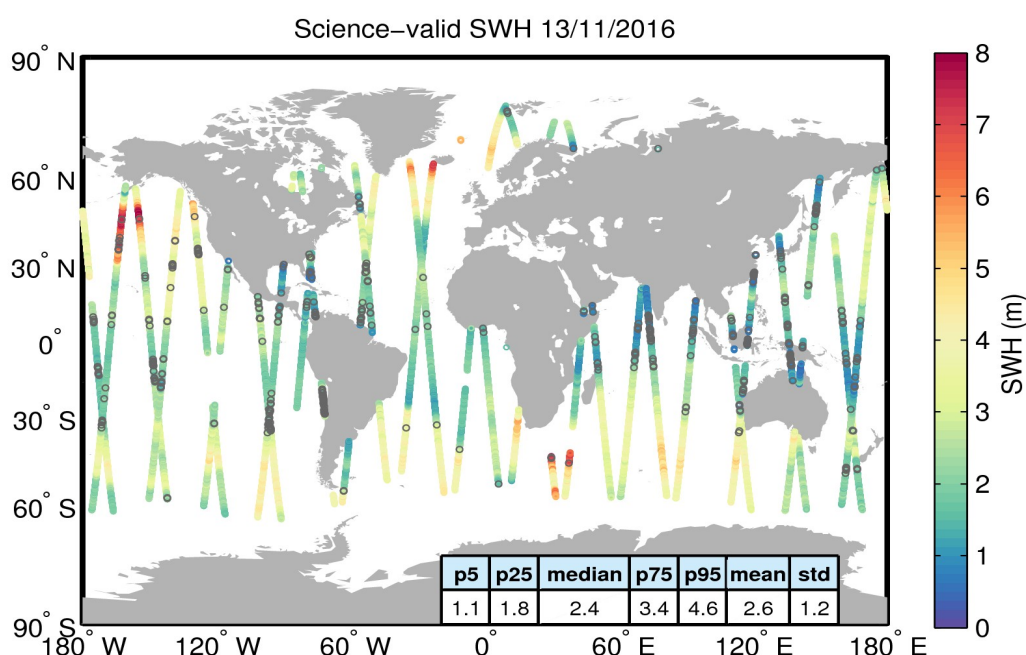 Science−valid SWH 13/11/2016
90° N
60° N
30° N
0°
30° S
60° S
90° S
180° W
120° W
60° W
0°
60° E
120° E
180° E
p5 p25 median p75 p95 mean std
1.1 1.8 2.4 3.4 4.6 2.6 1.2
8
7
6
5
4
3
2
1
0
SWH (m)